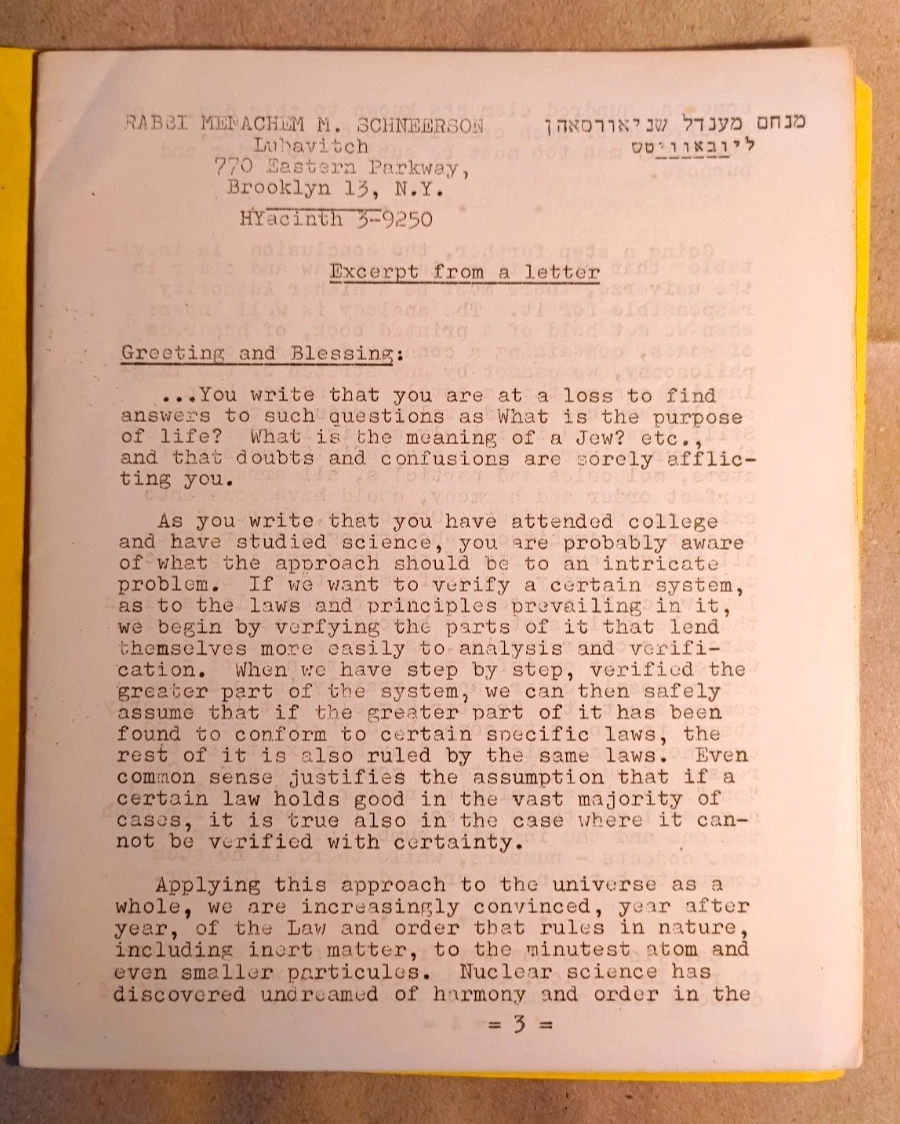 RABBI MENACHEM M. SCHNEERSON
Lubavitch
770 Eastern Parkway,
Brooklyn 13, N.Y.
HYacinth 3-9250
מנחם מענדל שניאורסאהן
ליובאוויטש
Excerpt from a letter
Greeting and Blessing:
...You write that you are at a loss to find
answers to such questions as What is the purpose
of life? What is the meaning of a Jew? etc.,
and that doubts and confusions are sorely afflic-
ting you.
As you write that you have attended college
and have studied science, you are probably aware
of what the approach should be to an intricate
problem. If we want to verify a certain system,
as to the laws and principles prevailing in it,
we begin by verfying the parts of it that lend
themselves more easily to analysis and verifi-
cation. When we have step by step, verified the
greater part of the system, we can then safely
assume that if the greater part of it has been
found to conform to certain specific laws, the
rest of it is also ruled by the same laws. Even
common sense justifies the assumption that if a
certain law holds good in the vast majority of
cases, it is true also in the case where it can-
not be verified with certainty.
Applying this approach to the universe as a
whole, we are increasingly convinced, year after
year, of the Law and order that rules in nature,
including inert matter, to the minutest atom and
even smaller particules. Nuclear science has
discovered undreamed of harmony and order in the
= 3 =